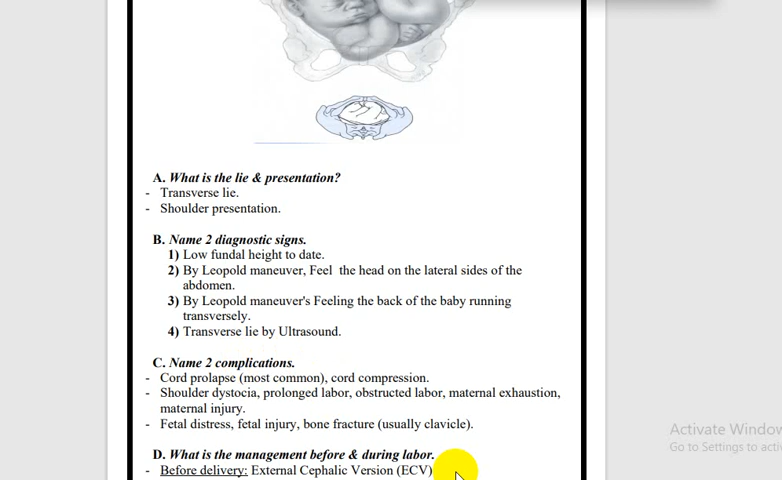 A. What is the lie & presentation?
- Transverse lie.
- Shoulder presentation.
B. Name 2 diagnostic signs.
1) Low fundal height to date.
2) By Leopold maneuver, Feel the head on the lateral sides of the
abdomen.
3) By Leopold maneuver's Feeling the back of the baby running
transversely.
4) Transverse lie by Ultrasound.
C. Name 2 complications.
- Cord prolapse (most common), cord compression.
- Shoulder dystocia, prolonged labor, obstructed labor, maternal exhaustion,
maternal injury.
- Fetal distress, fetal injury, bone fracture (usually clavicle).
D. What is the management before & during labor.
- Before delivery: External Cephalic Version (ECV)
Activate Window
Go to Settings to acti